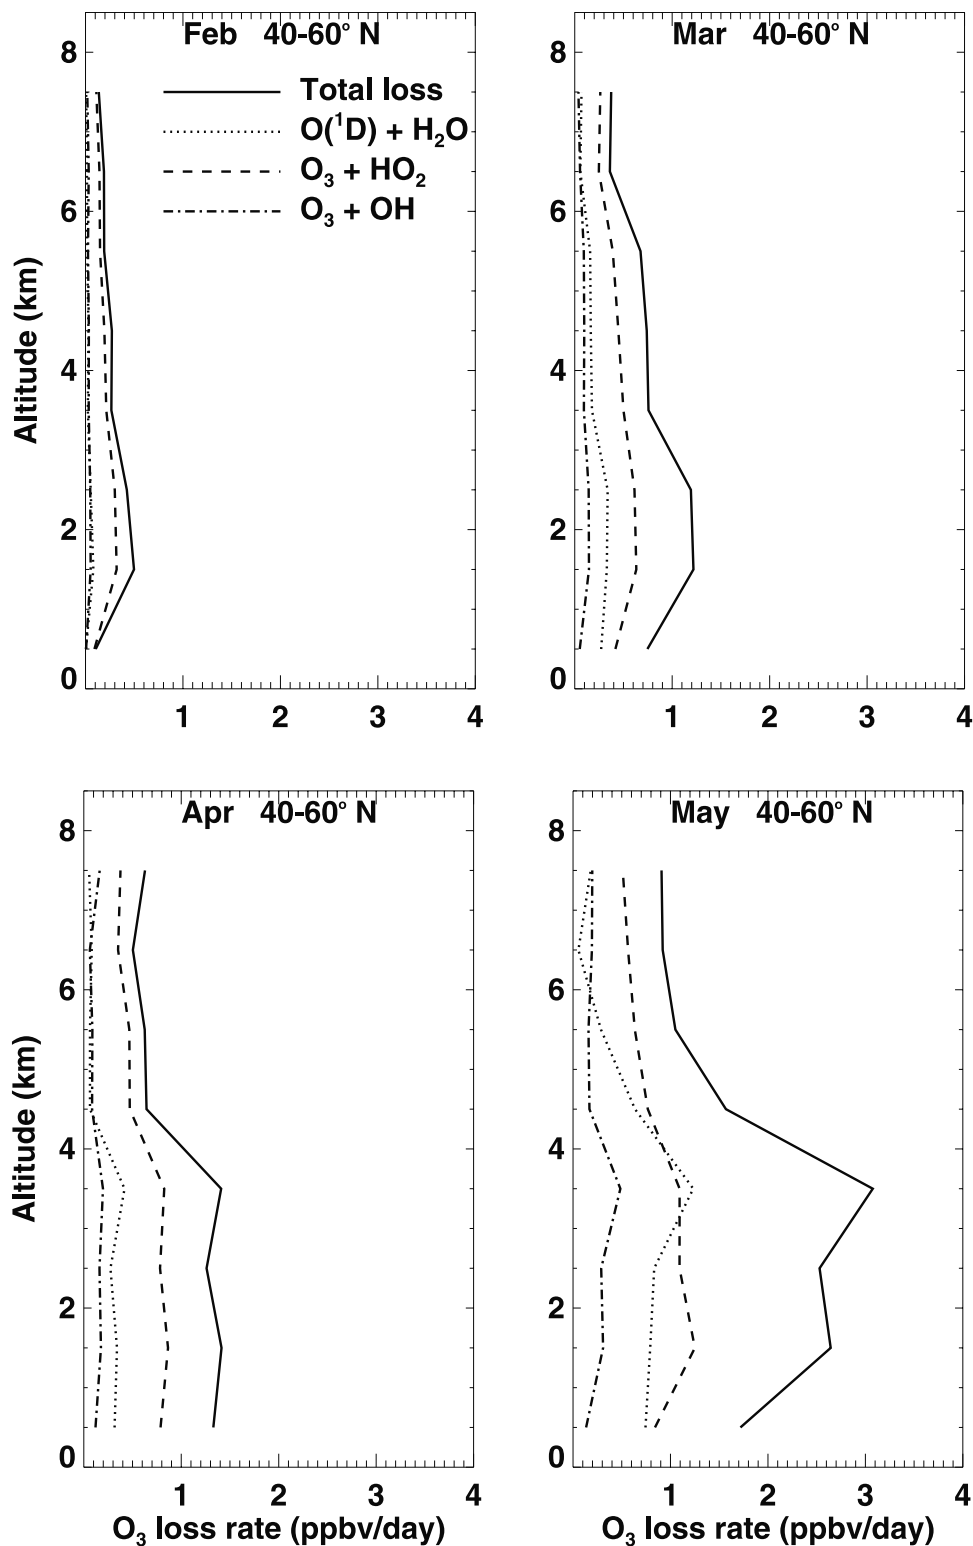 Feb 40-60° N
Total loss
O(¹D) + H₂O
O₃ + HO₂
O₃ + OH
Altitude (km)
8
6
4
2
0
1 2 3 4
Mar 40-60° N
8
6
4
2
0
1 2 3 4
Apr 40-60° N
Altitude (km)
8
6
4
2
0
1 2 3 4
O₃ loss rate (ppbv/day)
May 40-60° N
8
6
4
2
0
1 2 3 4
O₃ loss rate (ppbv/day)